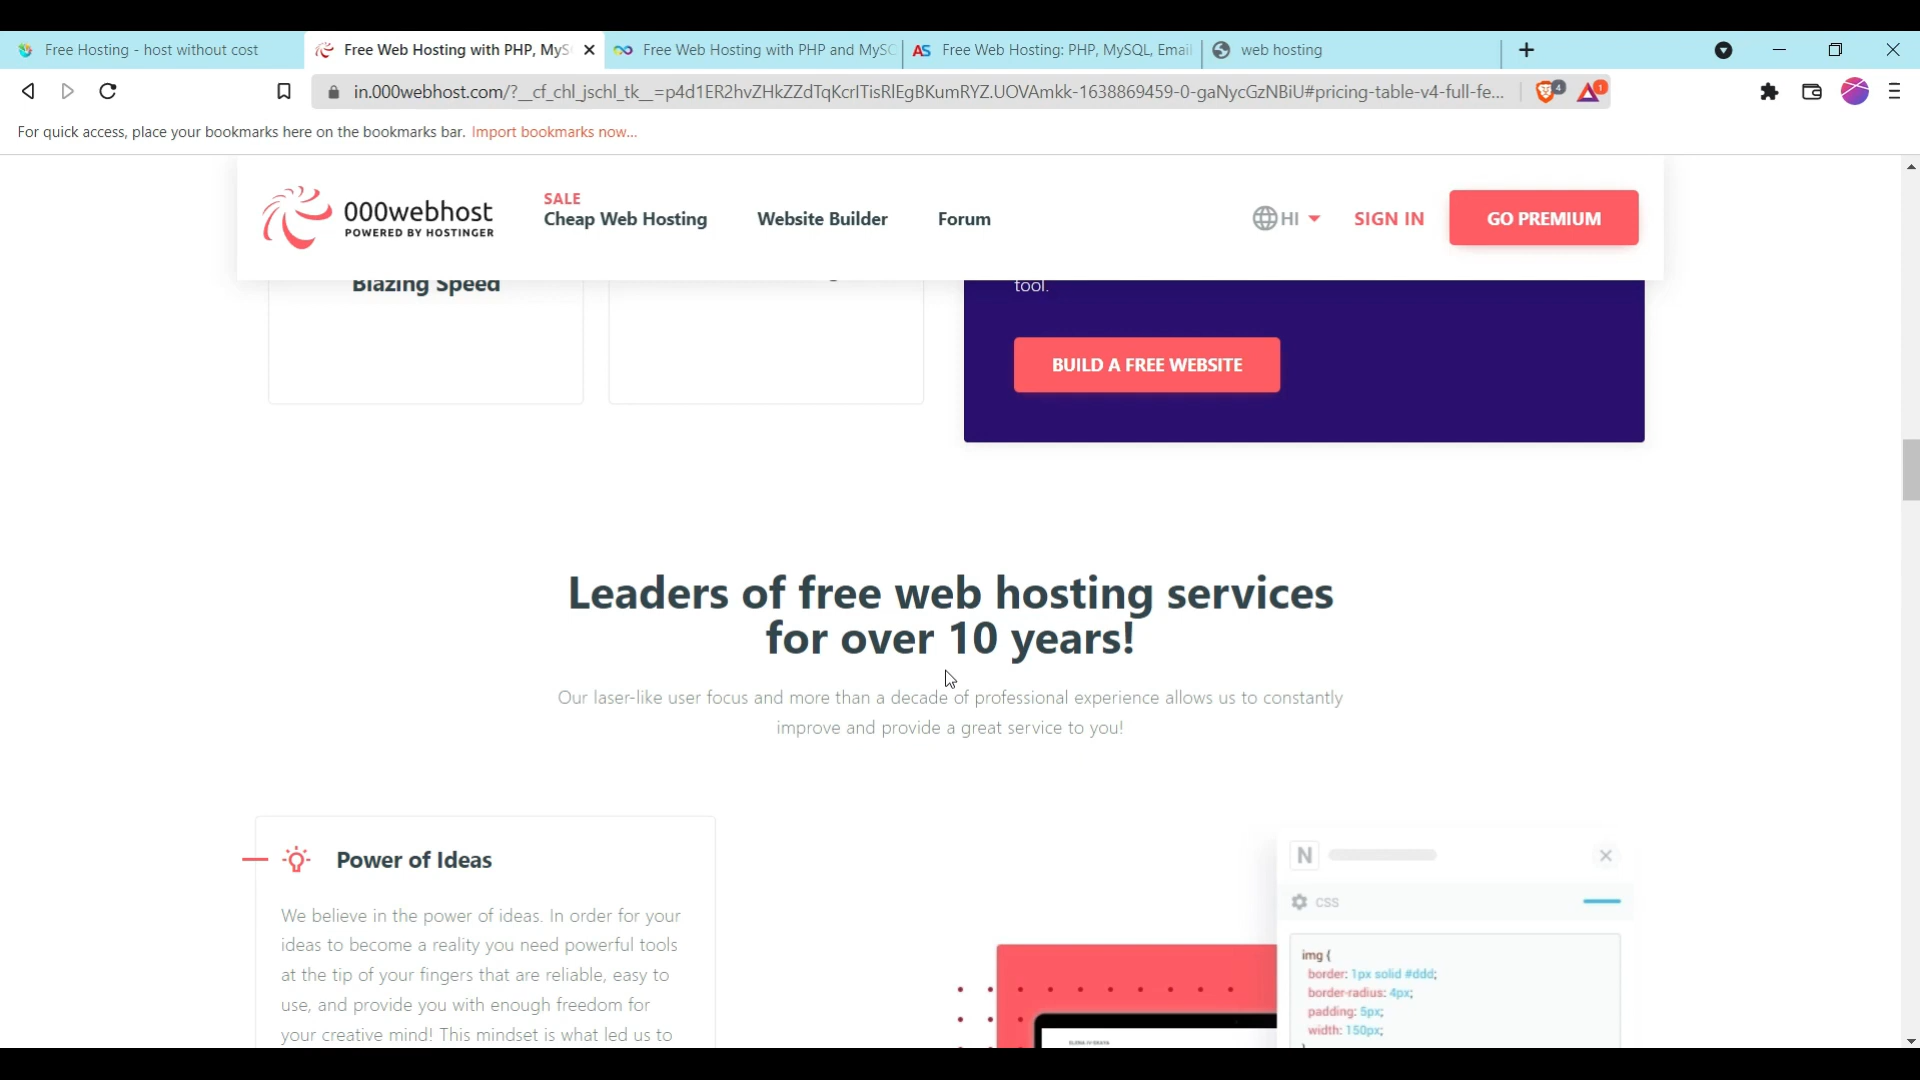 Free Hosting - host without cost
Free Web Hosting with PHP, MyS
Free Web Hosting with PHP and MySC
AS Free Web Hosting: PHP, MySQL, Email
web hosting
in.000webhost.com/?__cf_chl_jschl_tk__=p4d1ER2hvZHkZZdTqKcrITisRlEgBKumRYZ.UOVAmkk-1638869459-0-gaNycGzNBiU#pricing-table-v4-full-fe...
4
1
For quick access, place your bookmarks here on the bookmarks bar. Import bookmarks now...
000webhost
POWERED BY HOSTINGER
SALE
Cheap Web Hosting
Website Builder
Forum
HI
SIGN IN
GO PREMIUM
Blazing Speed
tool.
BUILD A FREE WEBSITE
Leaders of free web hosting services
for over 10 years!
Our laser-like user focus and more than a decade of professional experience allows us to constantly
improve and provide a great service to you!
Power of Ideas
We believe in the power of ideas. In order for your
ideas to become a reality you need powerful tools
at the tip of your fingers that are reliable, easy to
use, and provide you with enough freedom for
your creative mind! This mindset is what led us to
N
CSS
img {
border: 1px solid #ddd;
border-radius: 4px;
padding: 5px;
width: 150px;